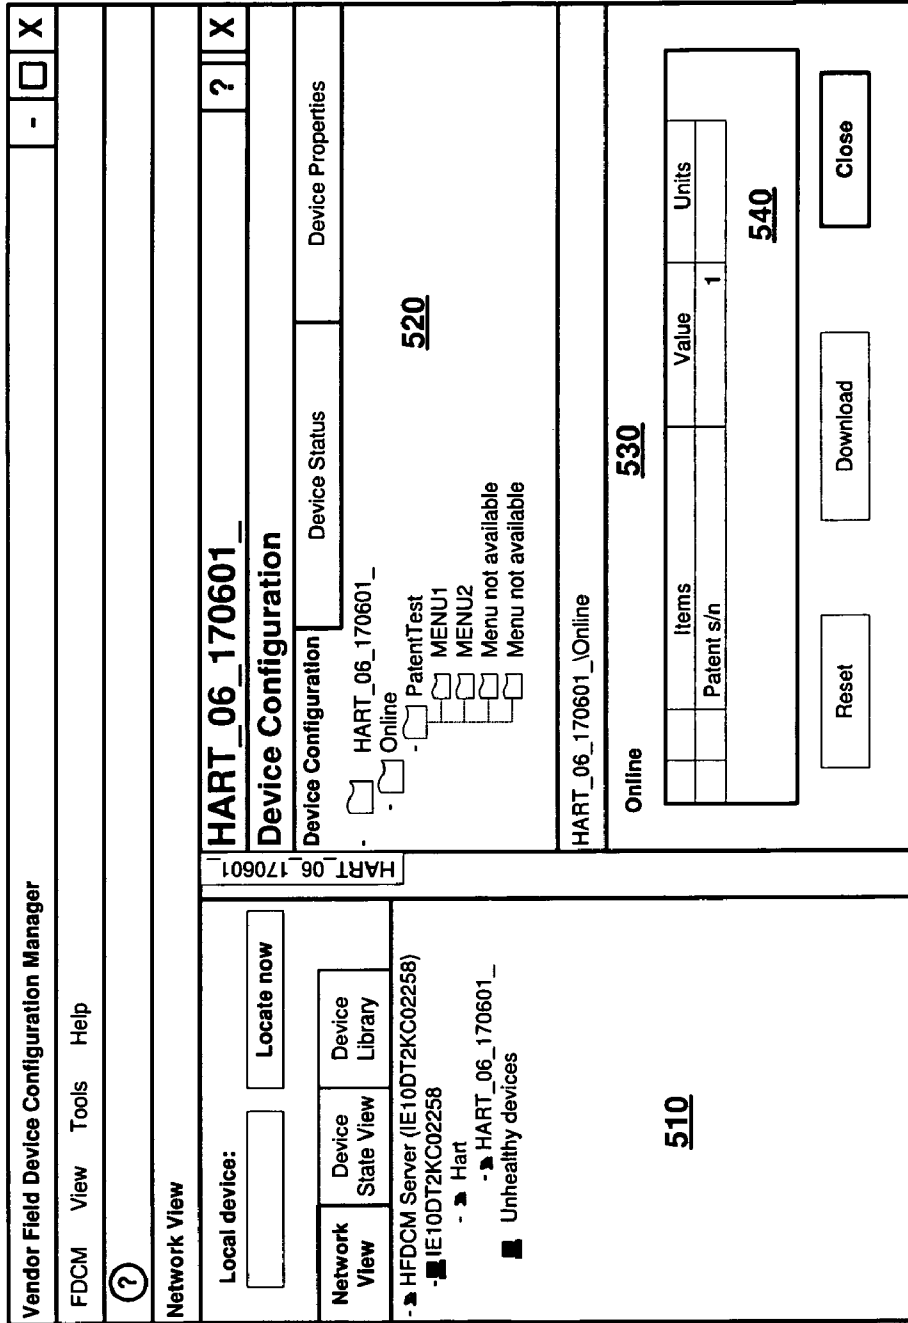 Vendor Field Device Configuration Manager
- X
FDCM View Tools Help
?
Network View
Local device:
Locate now
Network View
Device State View
Device Library
- HFDCM Server (IE10DT2KC02258)
- IE10DT2KC02258
- Hart
- HART_06_170601_
Unhealthy devices
510
HART_06_170601_
HART_06_170601_
? X
Device Configuration
Device Configuration
Device Status
Device Properties
- HART_06_170601_
- Online
- PatentTest
MENU1
MENU2
Menu not available
Menu not available
520
HART_06_170601_\Online
530
Online
Items Value Units
Patent s/n 1
540
Reset
Download
Close